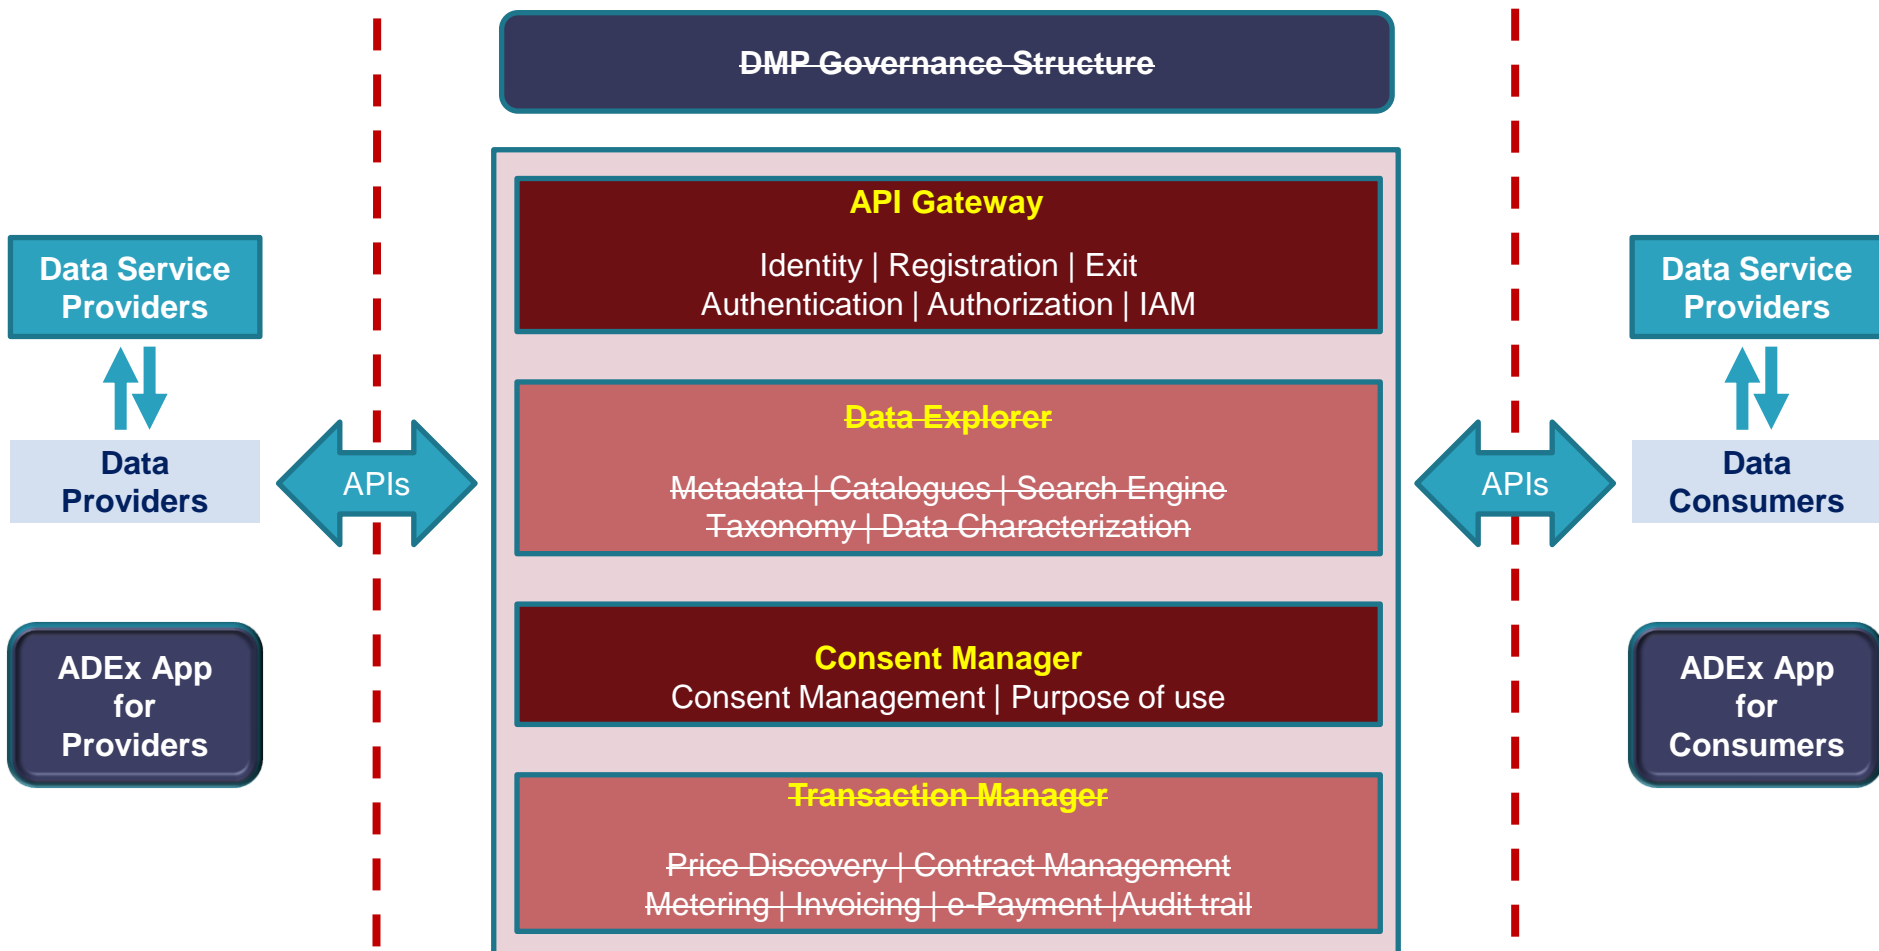 DMP Governance Structure
API Gateway
Identity | Registration | Exit
Authentication | Authorization | IAM
Data Service
Providers
Data
Providers
APIs
ADEx App
for
Providers
Data Explorer
Metadata | Catalogues | Search Engine
Taxonomy | Data Characterization
Consent Manager
Consent Management | Purpose of use
Transaction Manager
Price Discovery | Contract Management
Metering | Invoicing | e-Payment |Audit trail
APIs
Data Service
Providers
Data
Consumers
ADEx App
for
Consumers